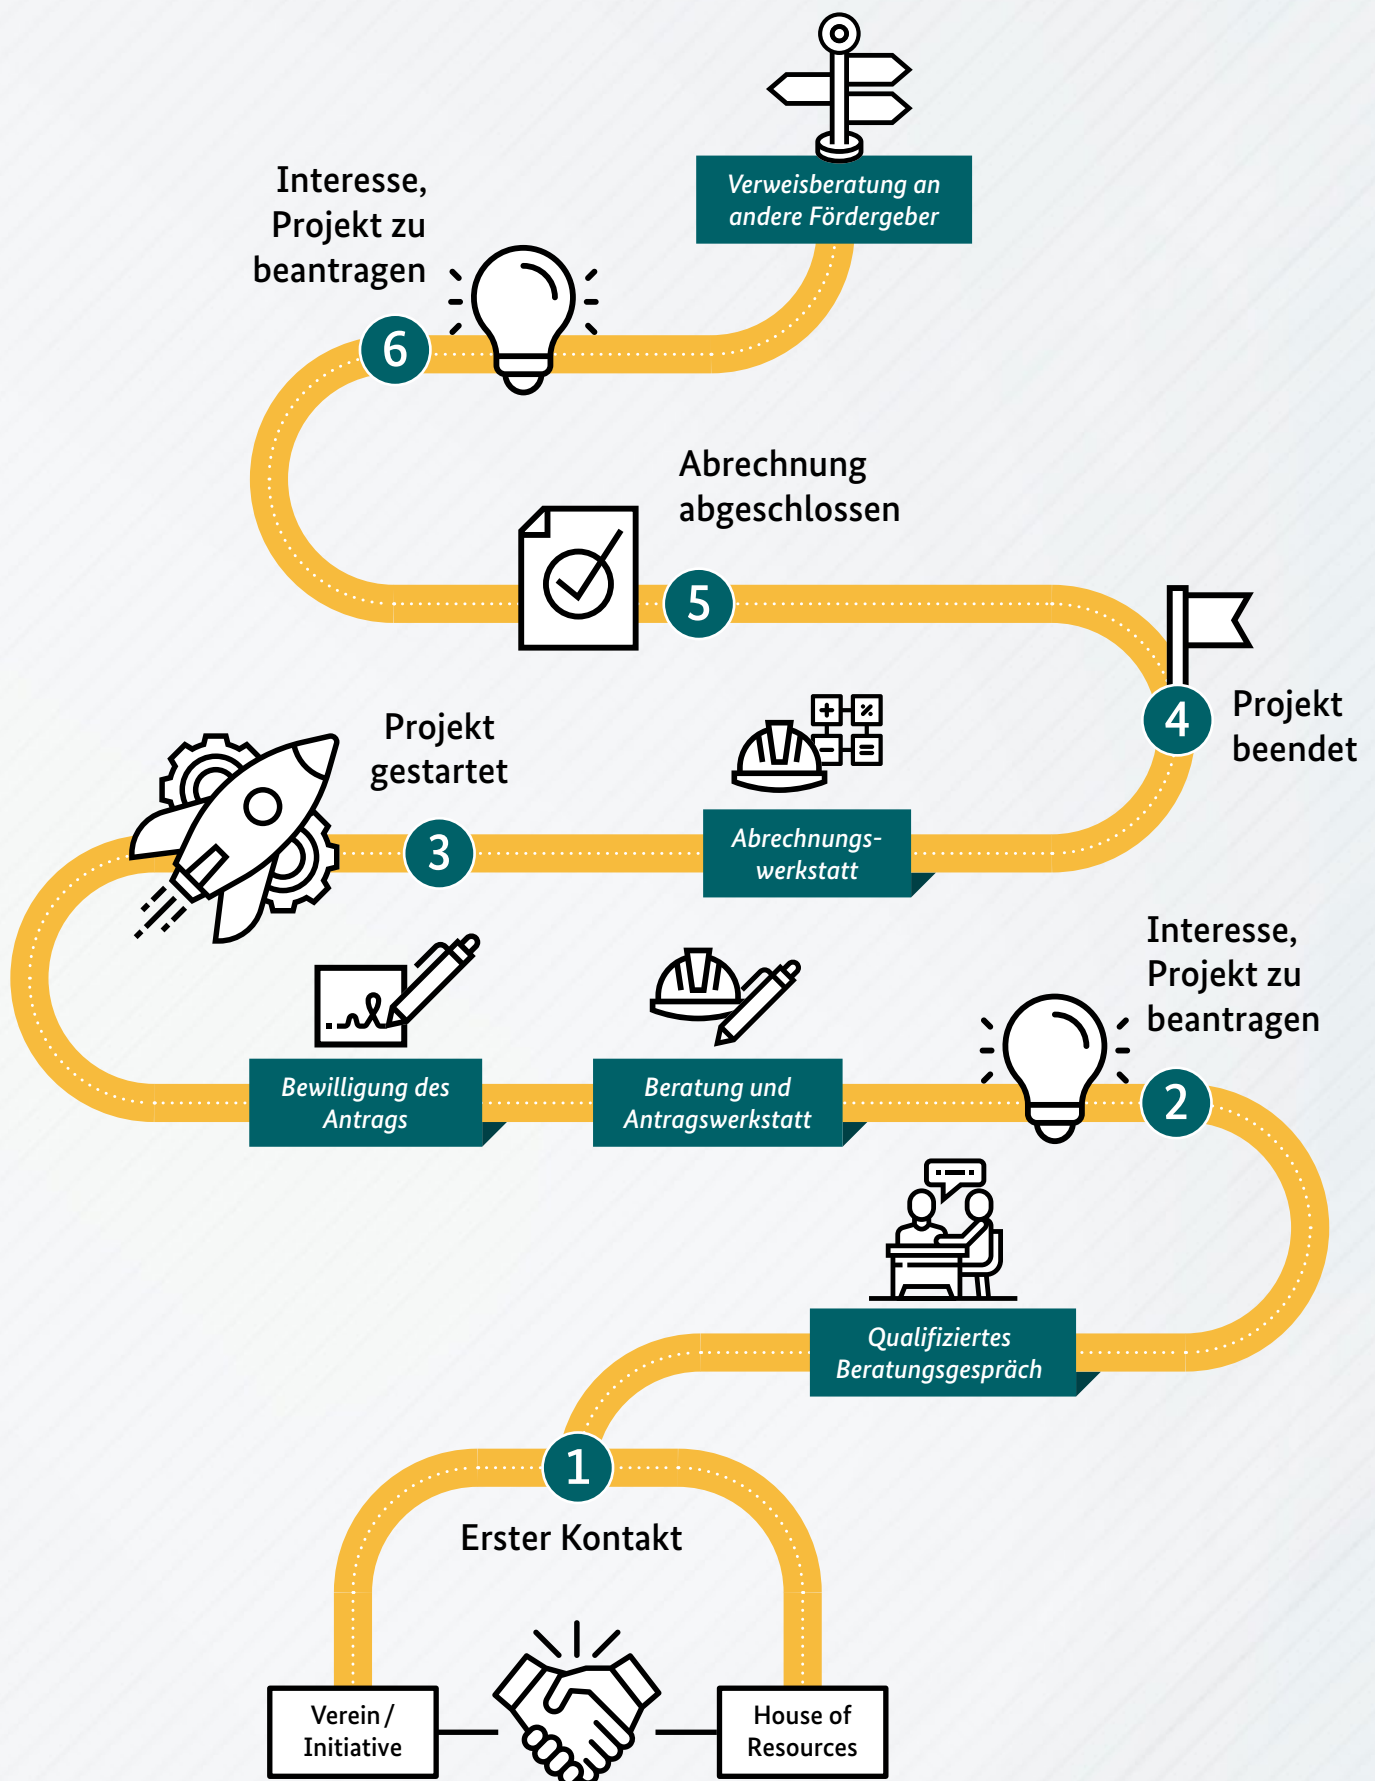 Verweisberatung an
andere Fördergeber
Interesse,
Projekt zu
beantragen
6
Abrechnung
abgeschlossen
5
4
Projekt
beendet
Projekt
gestartet
3
Abrechnungs-
werkstatt
Interesse,
Projekt zu
beantragen
2
Bewilligung des
Antrags
Beratung und
Antragswerkstatt
Qualifiziertes
Beratungsgespräch
1
Erster Kontakt
Verein /
Initiative
House of
Resources